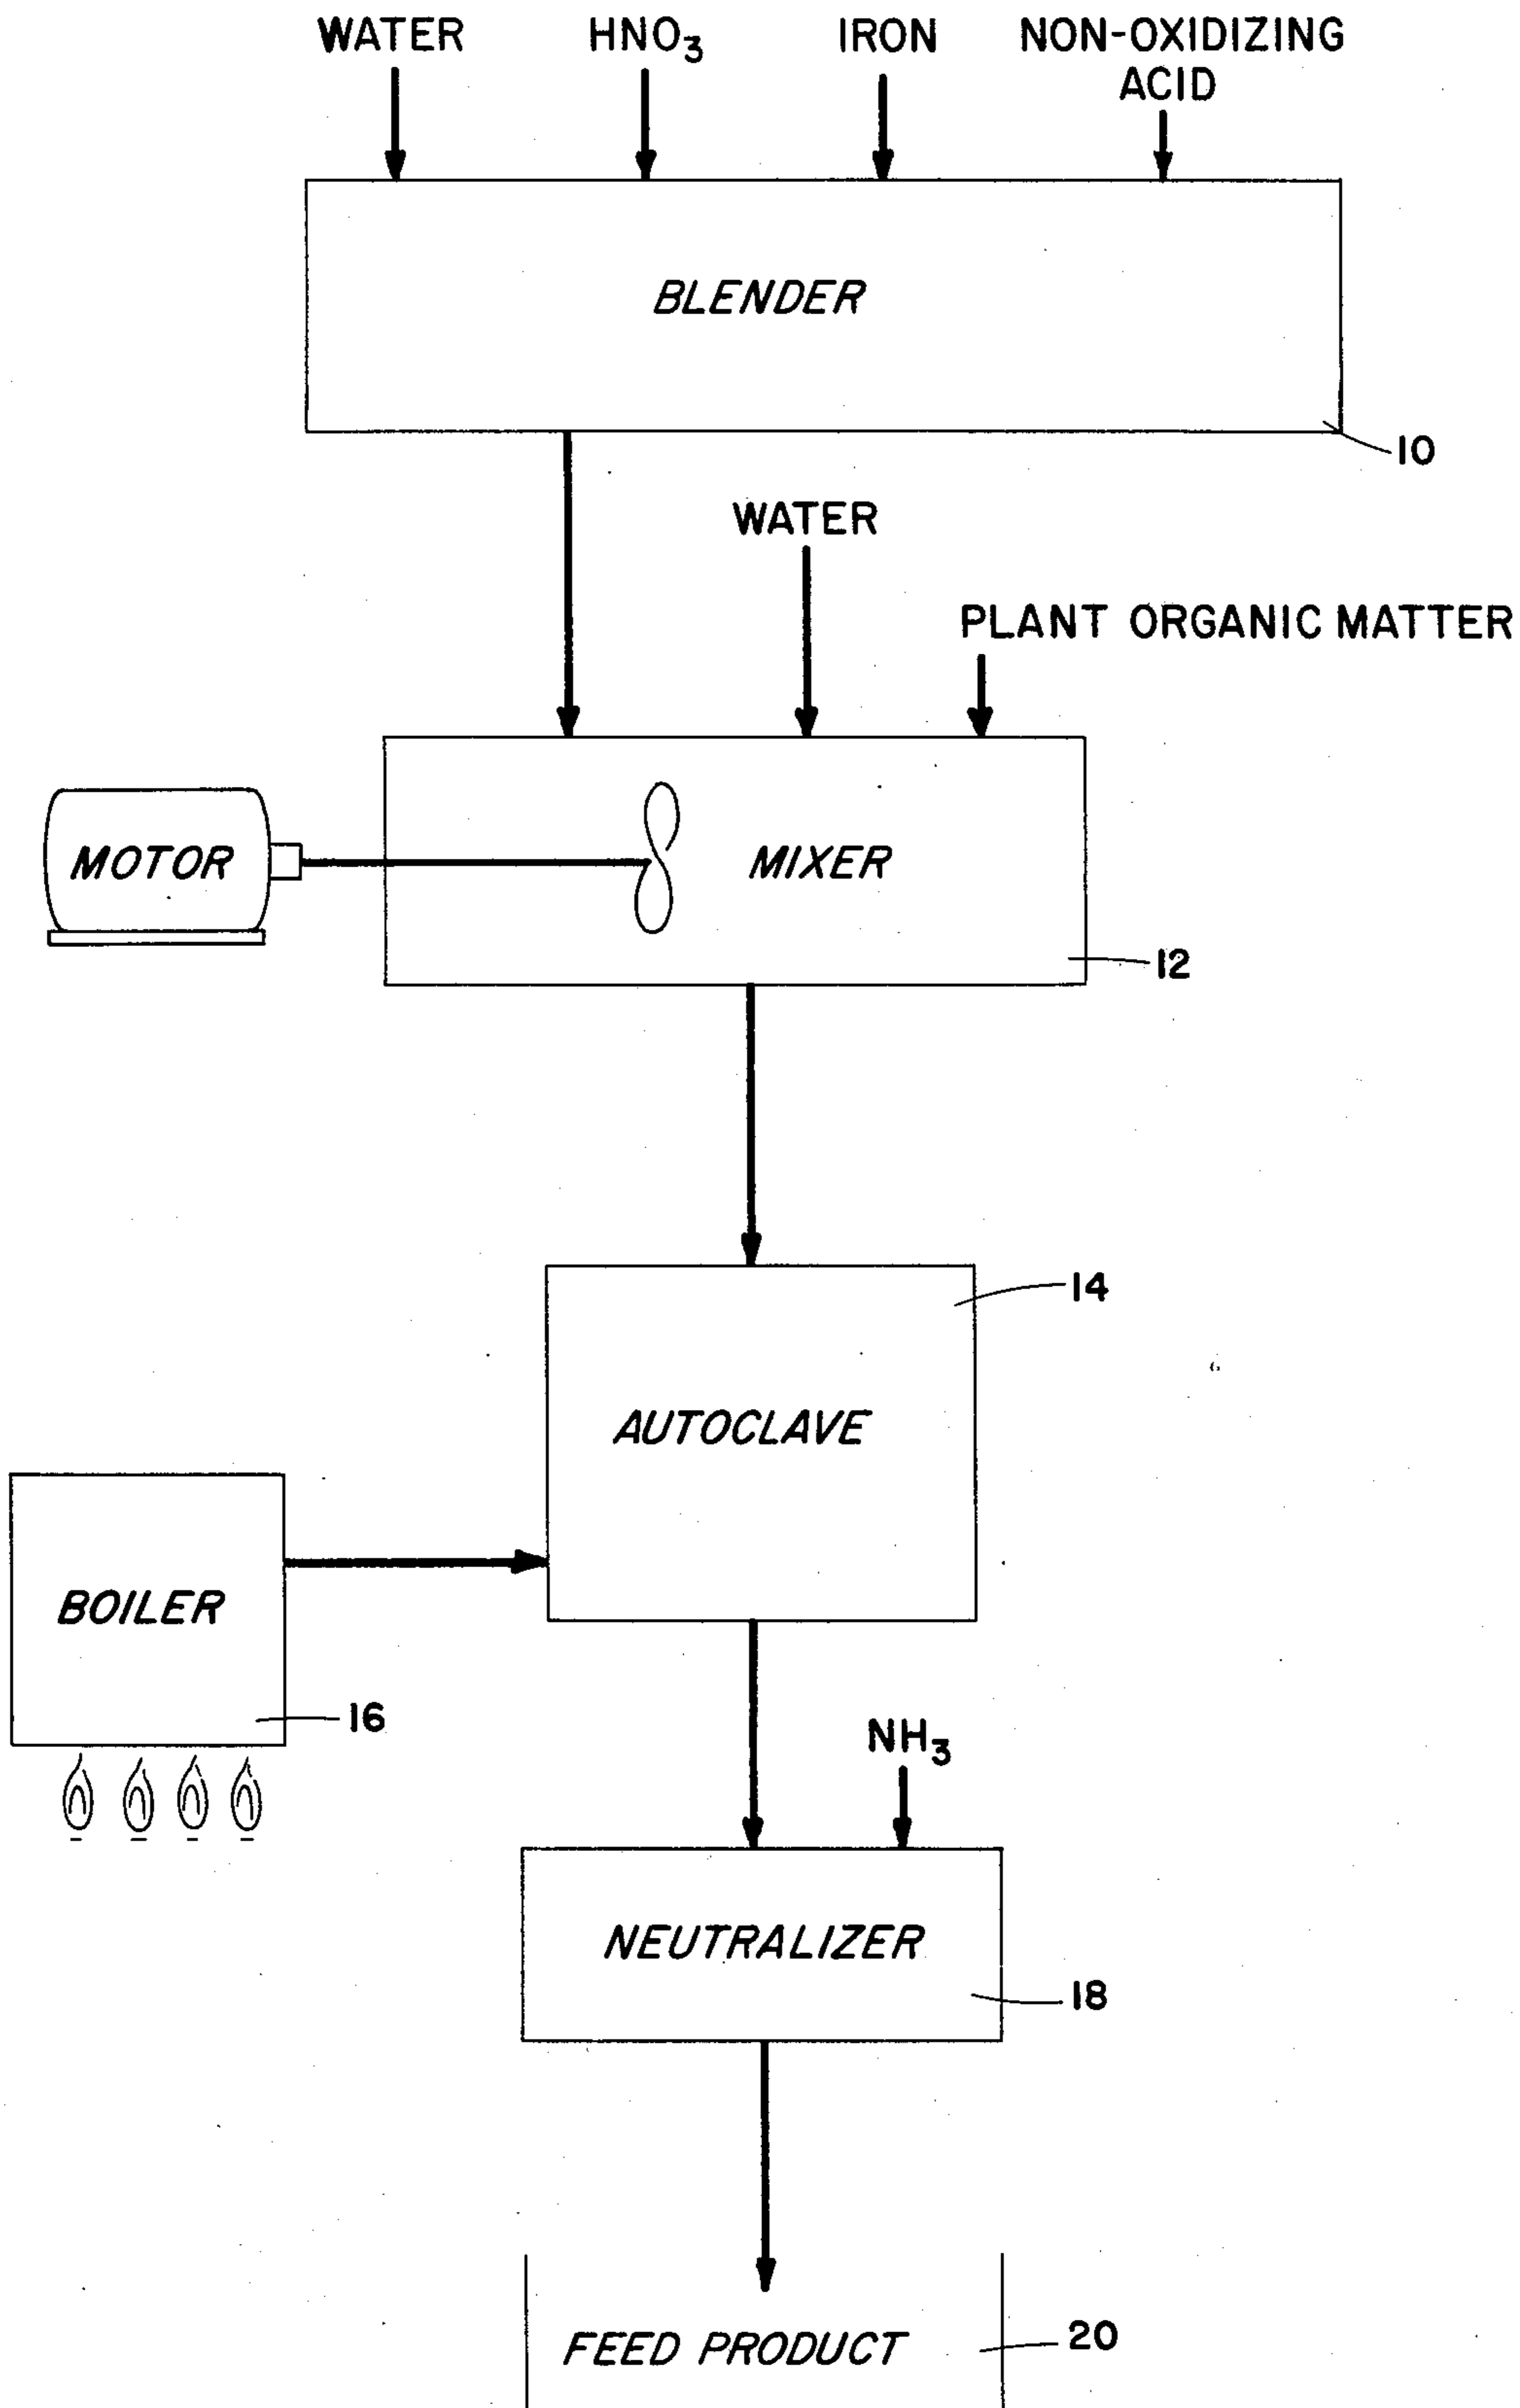 WATER HNO₃ IRON NON-OXIDIZING
ACID
BLENDER
10
WATER
PLANT ORGANIC MATTER
MOTOR MIXER
12
14
AUTOCLAVE
BOILER
16
NH₃
NEUTRALIZER
18
FEED PRODUCT 20